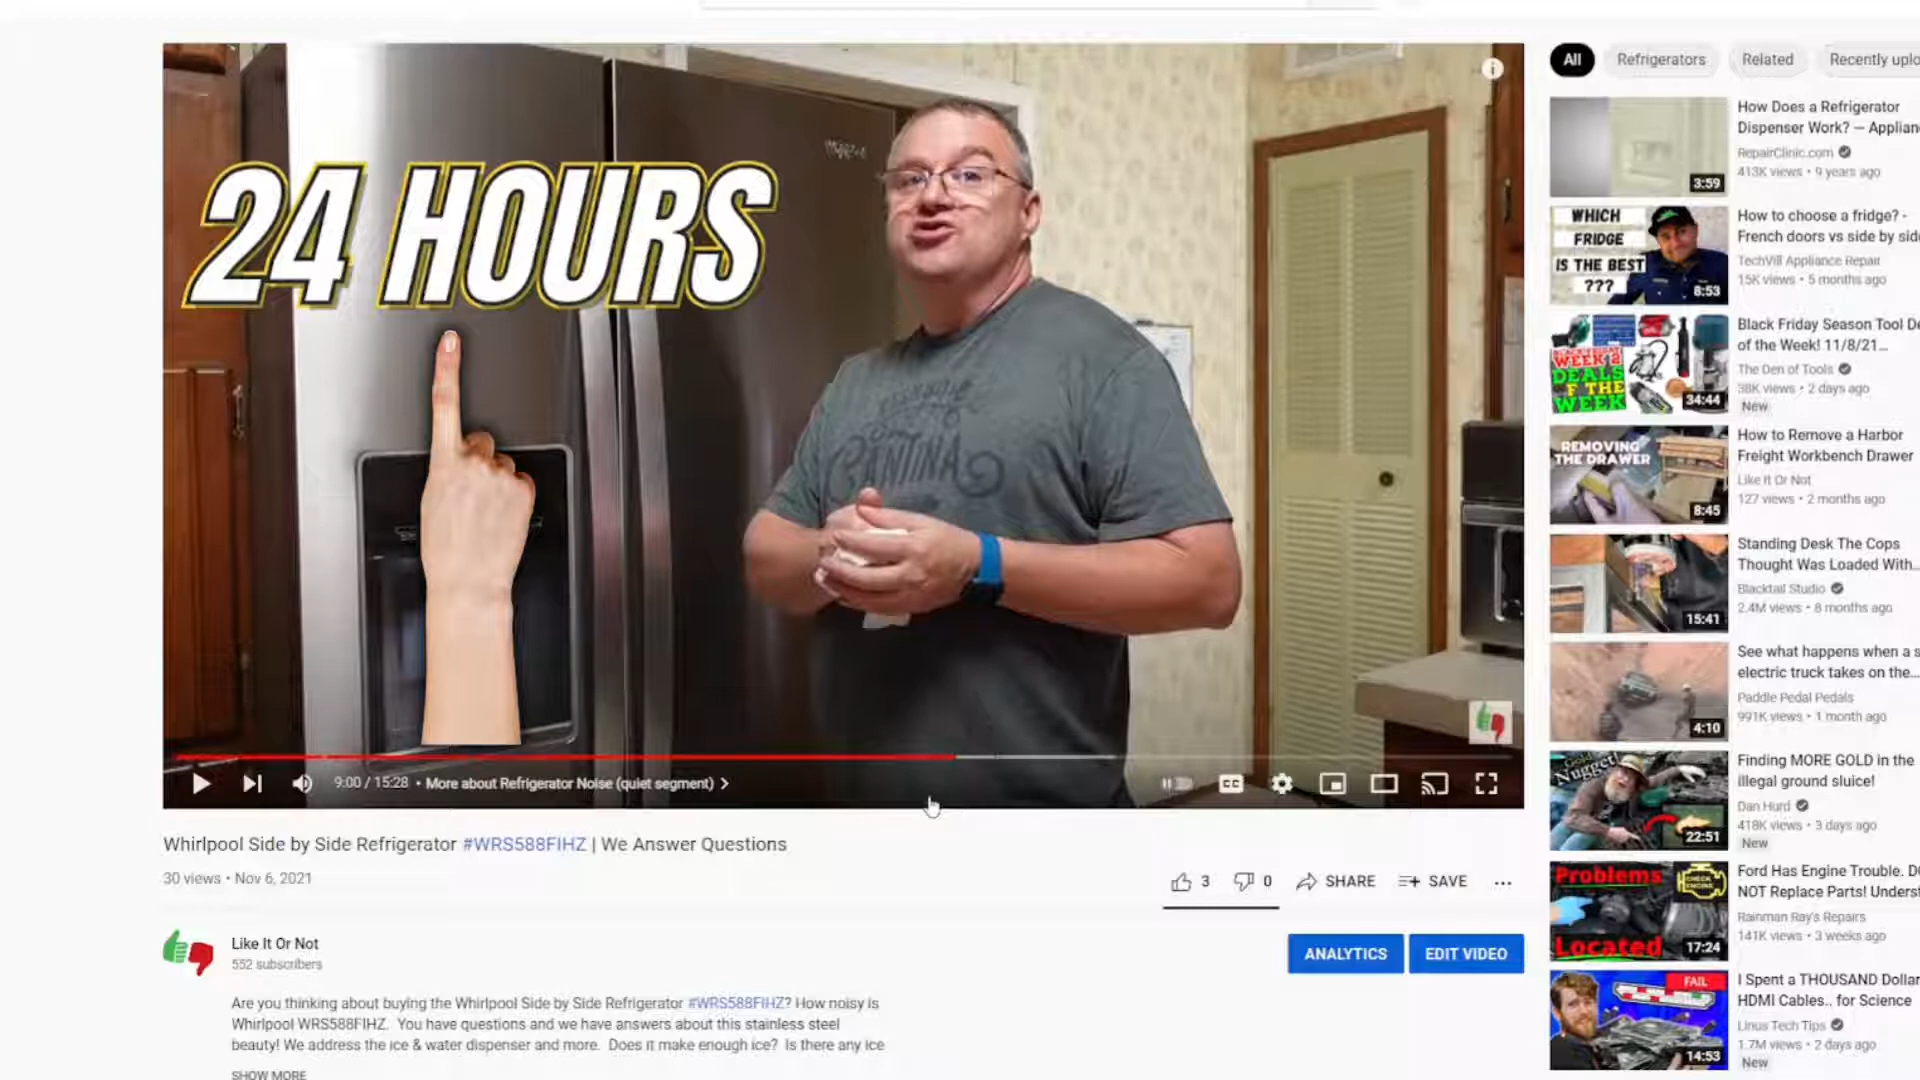 24 HOURS
9:00 / 15:28 • More about Refrigerator Noise (quiet segment)
CC
Whirlpool Side by Side Refrigerator #WRS588FIHZ | We Answer Questions
30 views • Nov 6, 2021
3
0
SHARE
SAVE
Like It Or Not
552 subscribers
ANALYTICS
EDIT VIDEO
Are you thinking about buying the Whirlpool Side by Side Refrigerator #WRS588FIHZ? How noisy is
Whirlpool WRS588FIHZ. You have questions and we have answers about this stainless steel
beauty! We address the ice & water dispenser and more. Does it make enough ice? Is there any ice
SHOW MORE
All
Refrigerators
Related
Recently uplo
3:59
How Does a Refrigerator
Dispenser Work? — Applian
RepairClinic.com
413K views • 9 years ago
WHICH
FRIDGE
IS THE BEST
???
8:53
How to choose a fridge? -
French doors vs side by side
TechVill Appliance Repair
15K views • 5 months ago
WEEK 2
DEALS
F THE
WEEK
34:44
Black Friday Season Tool De
of the Week! 11/8/21...
The Den of Tools
38K views • 2 days ago
New
REMOVING
THE DRAWER
8:45
How to Remove a Harbor
Freight Workbench Drawer
Like It Or Not
127 views • 2 months ago
15:41
Standing Desk The Cops
Thought Was Loaded With...
Blacktail Studio
2.4M views • 8 months ago
4:10
See what happens when a s
electric truck takes on the...
Paddle Pedal Pedals
991K views • 1 month ago
Gold
Nugget!
22:51
Finding MORE GOLD in the
illegal ground sluice!
Dan Hurd
418K views • 3 days ago
New
Problems
CHECK
ENGINE
Located
17:24
Ford Has Engine Trouble. DO
NOT Replace Parts! Underst
Rainman Ray's Repairs
141K views • 3 weeks ago
FAIL
14:53
I Spent a THOUSAND Dollar
HDMI Cables.. for Science
Linus Tech Tips
1.7M views • 2 days ago
New